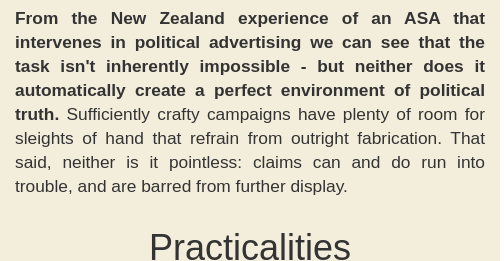 From the New Zealand experience of an ASA that
intervenes in political advertising we can see that the
task isn't inherently impossible - but neither does it
automatically create a perfect environment of political
truth. Sufficiently crafty campaigns have plenty of room for
sleights of hand that refrain from outright fabrication. That
said, neither is it pointless: claims can and do run into
trouble, and are barred from further display.
Practicalities